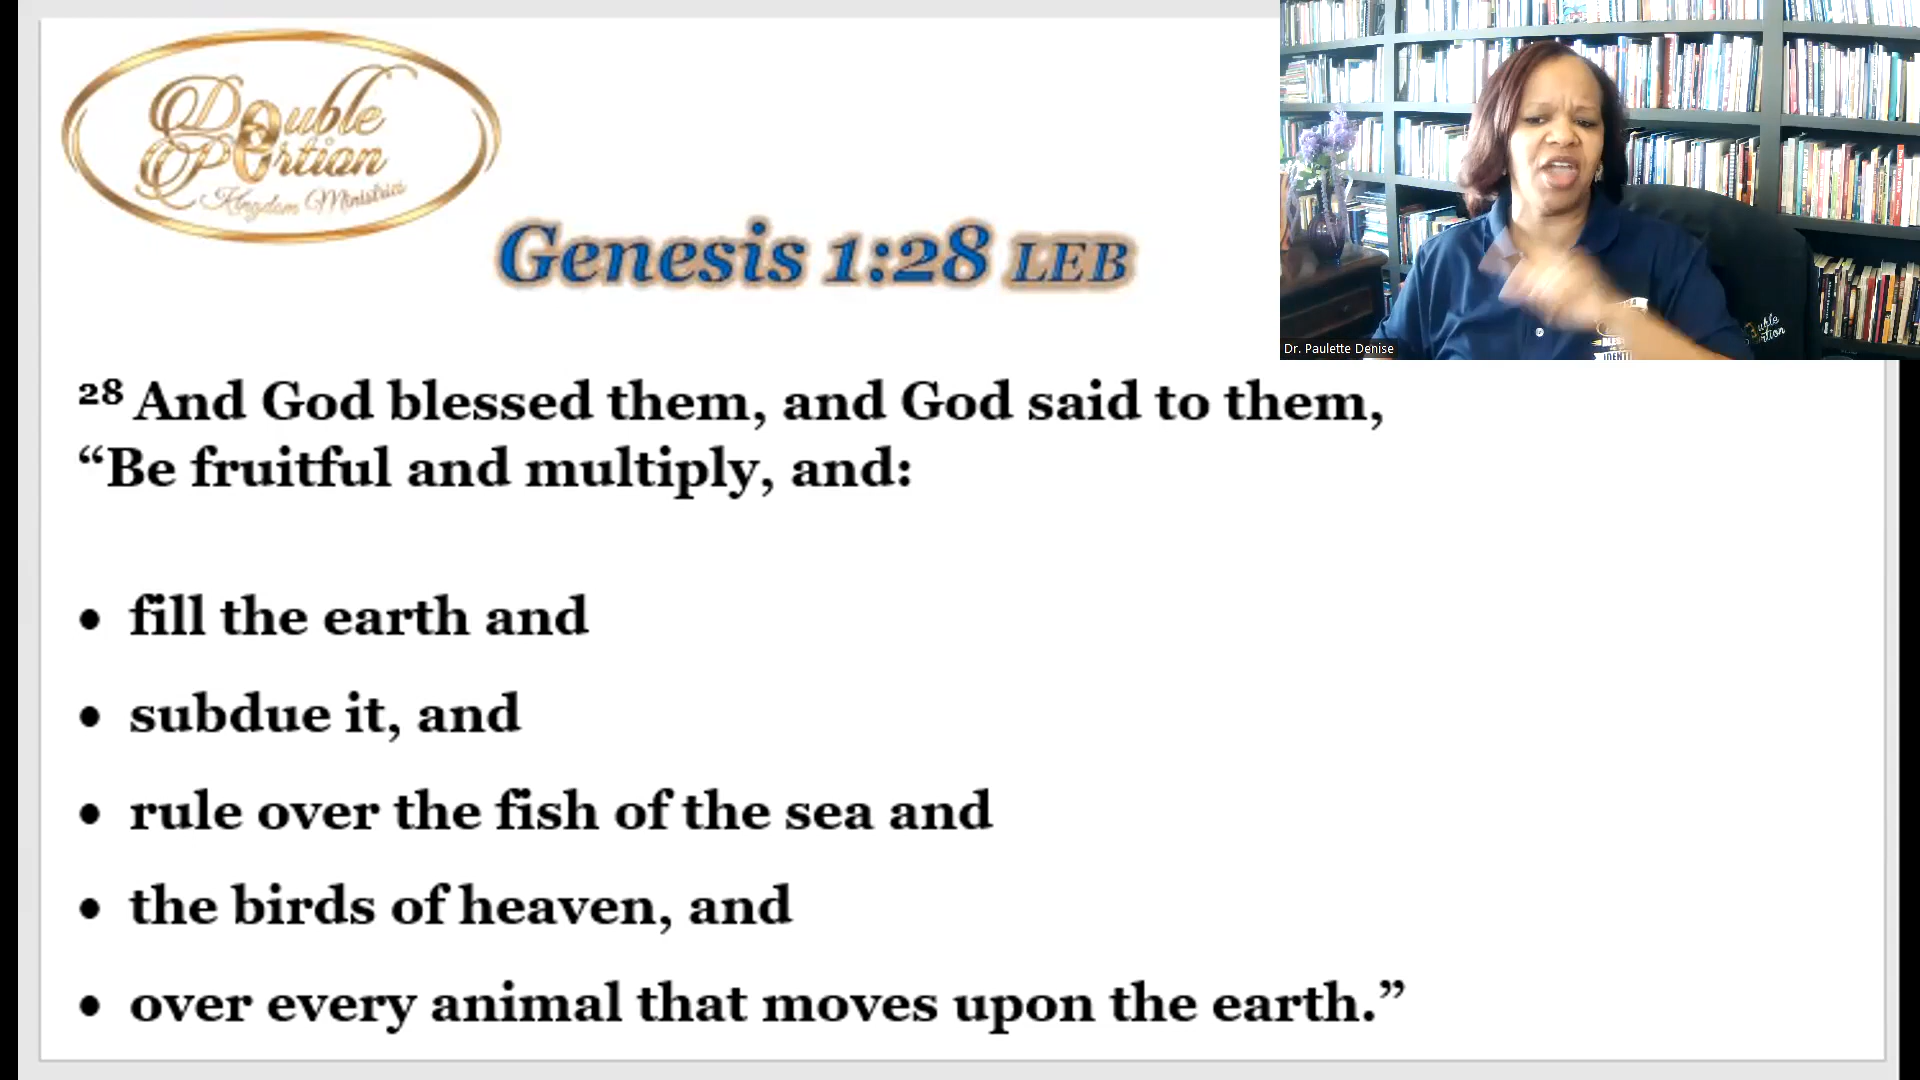 Double
Portion
Kingdom Ministries
Genesis 1:28 LEB
Dr. Paulette Denise
28 And God blessed them, and God said to them,
“Be fruitful and multiply, and:
• fill the earth and
• subdue it, and
• rule over the fish of the sea and
• the birds of heaven, and
• over every animal that moves upon the earth.”